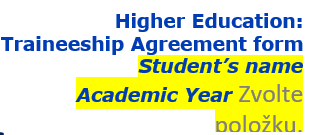 Higher Education:
Traineeship Agreement form
Student’s name
Academic Year Zvolte
položku.